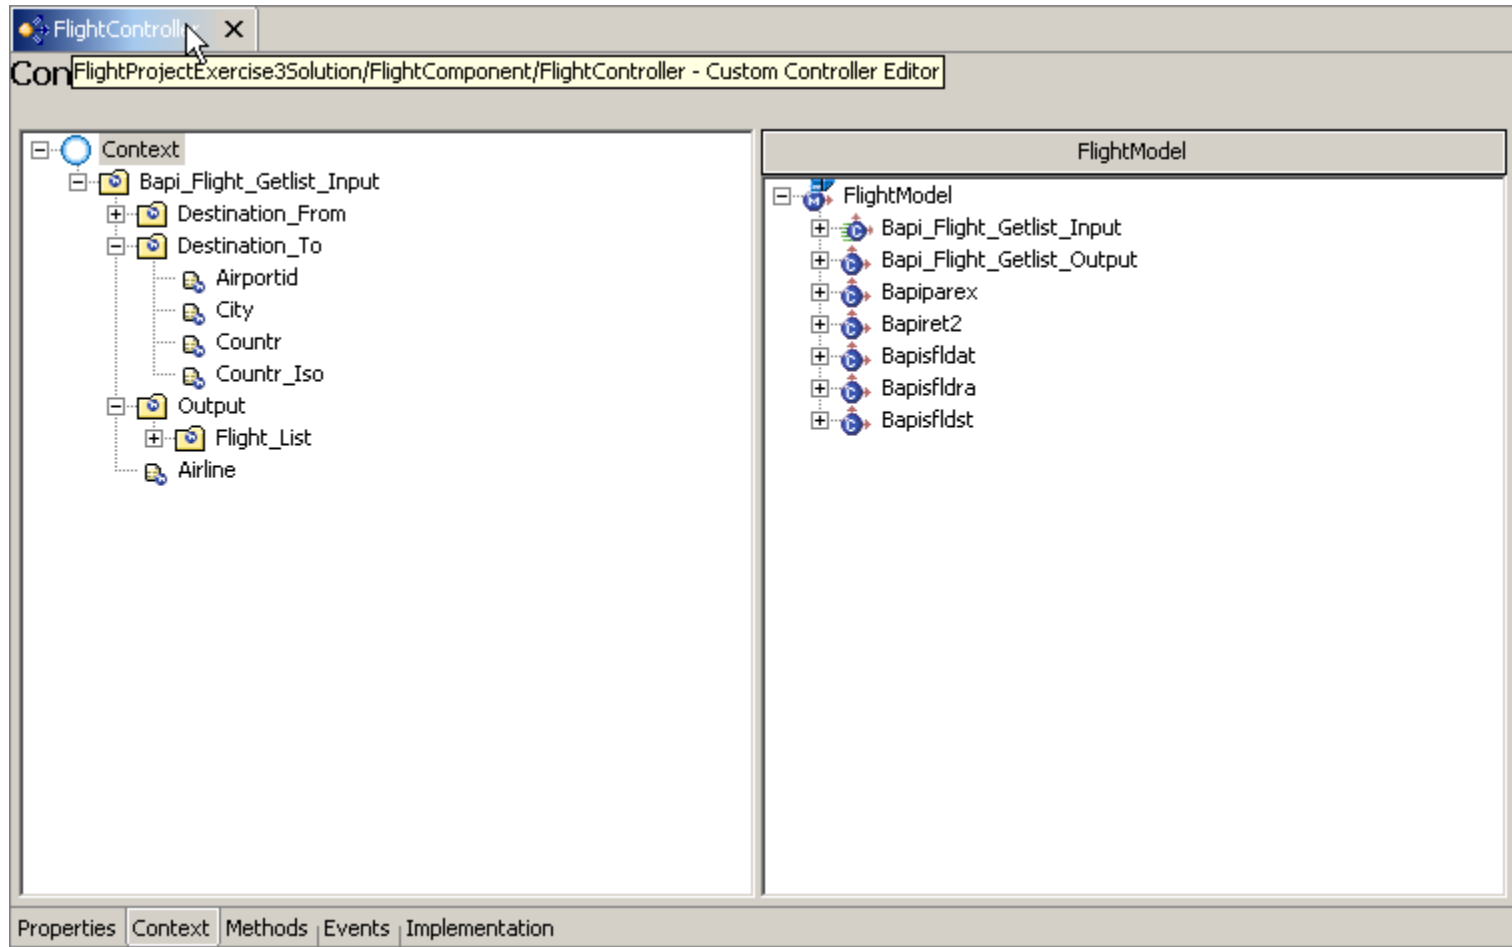 FlightController
Con
FlightProjectExercise3Solution/FlightComponent/FlightController - Custom Controller Editor
Context
Bapi_Flight_Getlist_Input
Destination_From
Destination_To
Airportid
City
Countr
Countr_Iso
Output
Flight_List
Airline
FlightModel
FlightModel
Bapi_Flight_Getlist_Input
Bapi_Flight_Getlist_Output
Bapiparex
Bapiret2
Bapisfldat
Bapisfldra
Bapisfldst
Properties Context Methods Events Implementation